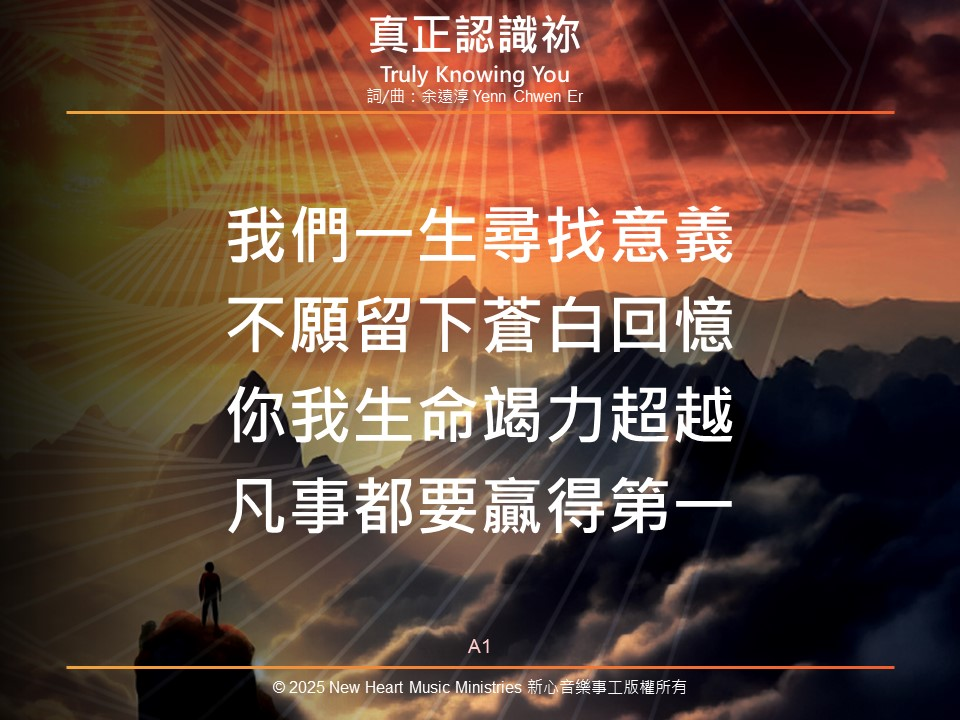 真正認識祢
Truly Knowing You
詞/曲：余遠淳 Yenn Chwen Er
我們一生尋找意義
不願留下蒼白回憶
你我生命竭力超越
凡事都要贏得第一
A1
© 2025 New Heart Music Ministries 新心音樂事工版權所有